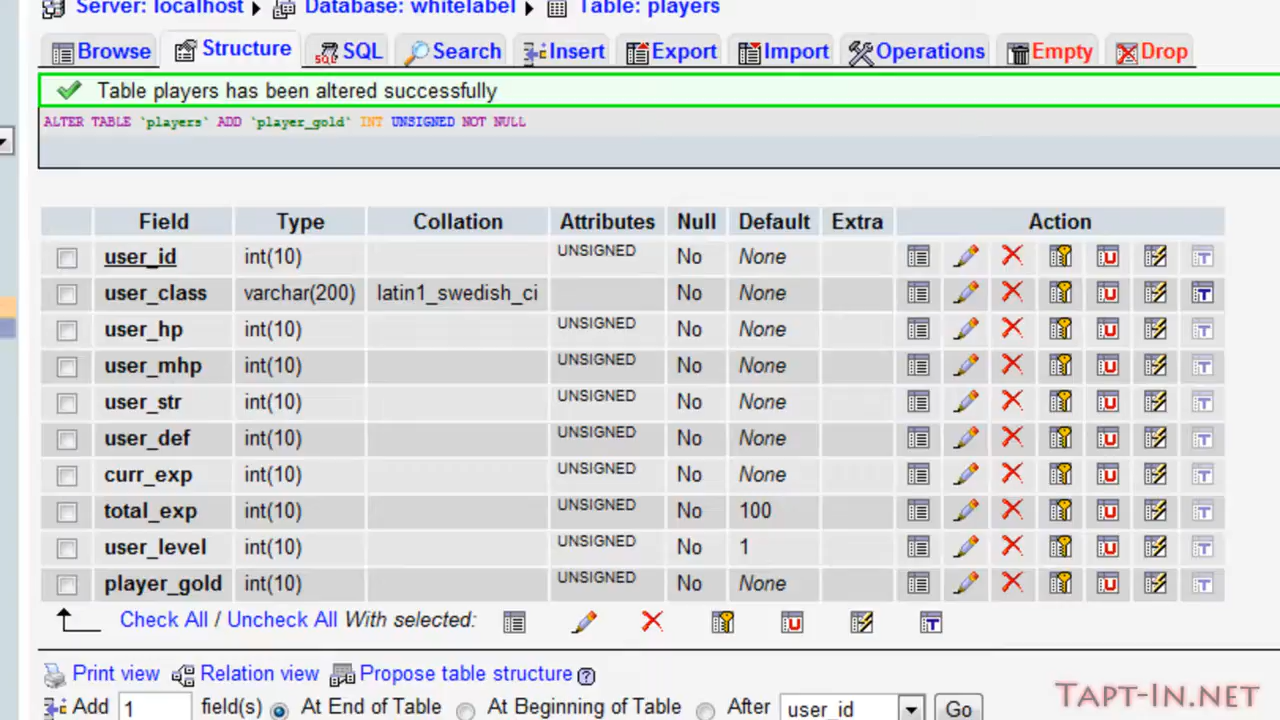 Server: localhost Database: whitelabel Table: players
Browse Structure SQL Search Insert Export Import Operations Empty Drop
Table players has been altered successfully
ALTER TABLE `players` ADD `player_gold` INT UNSIGNED NOT NULL
Field Type Collation Attributes Null Default Extra Action
user_id int(10) UNSIGNED No None
user_class varchar(200) latin1_swedish_ci No None
user_hp int(10) UNSIGNED No None
user_mhp int(10) UNSIGNED No None
user_str int(10) UNSIGNED No None
user_def int(10) UNSIGNED No None
curr_exp int(10) UNSIGNED No None
total_exp int(10) UNSIGNED No 100
user_level int(10) UNSIGNED No 1
player_gold int(10) UNSIGNED No None
Check All / Uncheck All With selected:
Print view Relation view Propose table structure
Add 1 field(s) At End of Table At Beginning of Table After user_id Go
TAPT-IN.NET